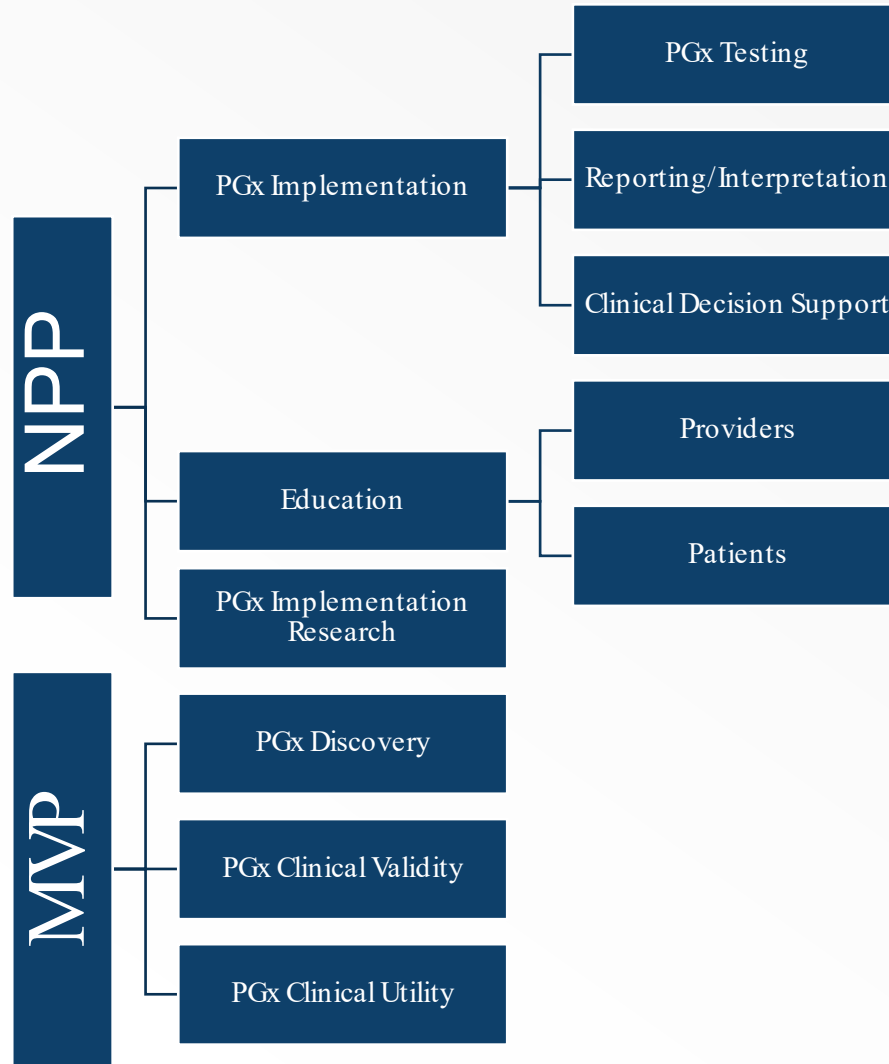 NPP
PGx Implementation
PGx Testing
Reporting/Interpretation
Clinical Decision Support
Education
Providers
Patients
PGx Implementation
Research
MVP
PGx Discovery
PGx Clinical Validity
PGx Clinical Utility